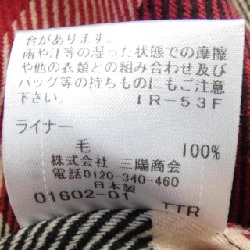 合があります。
雨や汗等の湿った状態での摩擦
や他の衣類との組み合わせ及び
バッグ等の持ちものにもご注意
下さい。 IR-53F
ライナー
毛 100%
株式会社 三陽商会
電話0120-340-460
日本製
01602-01 TTR